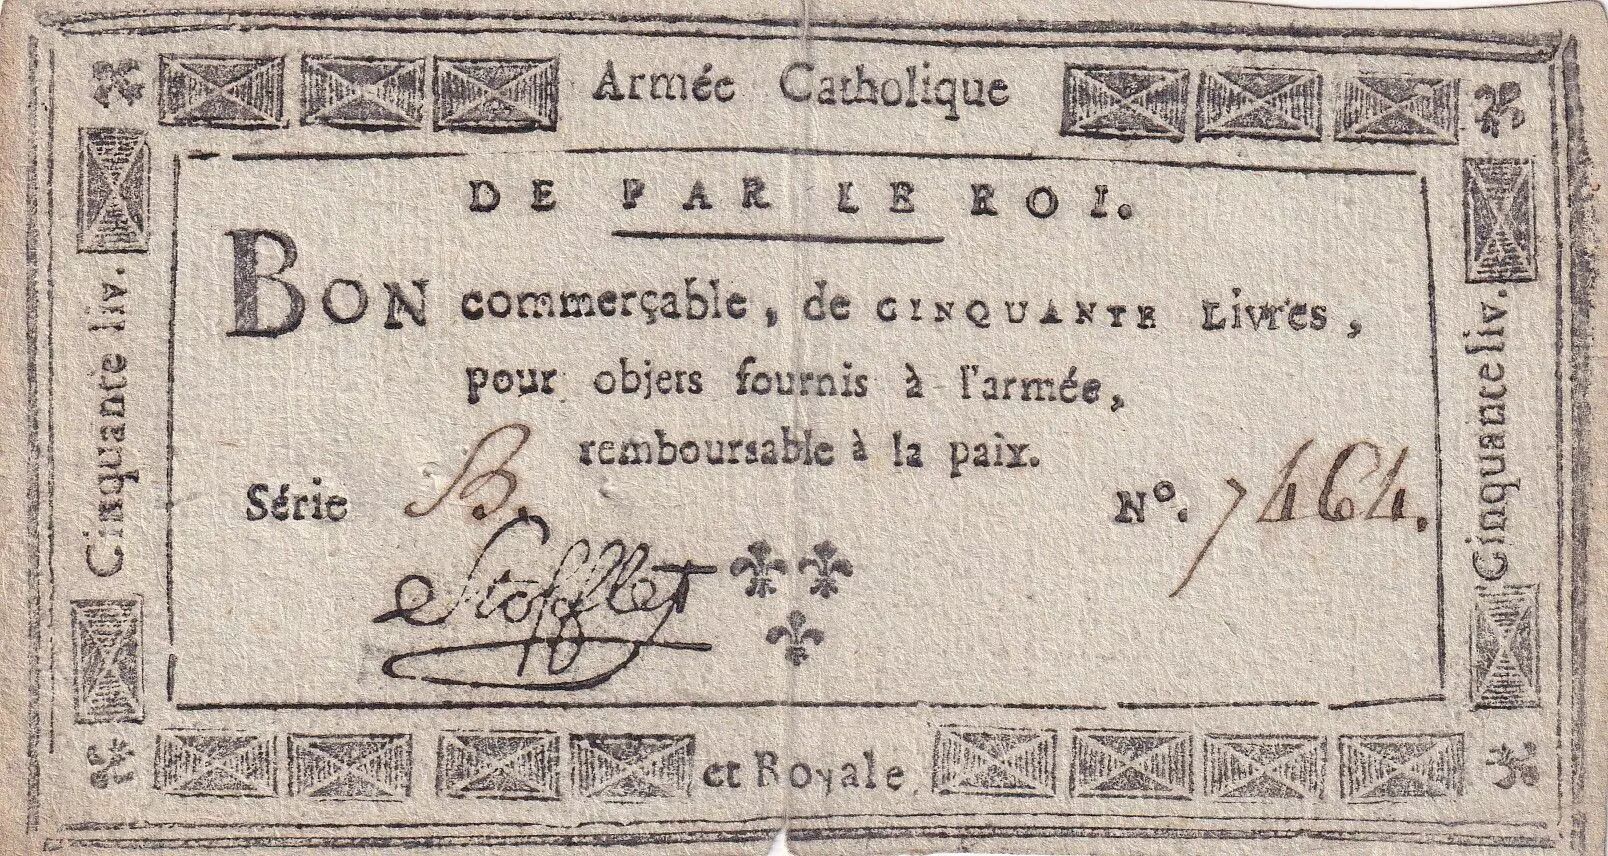 Armée Catholique
DE PAR LE ROI.
BON commerçable, de CINQUANTE Livres,
pour objets fournis à l'armée,
remboursable à la paix.
Série B.
N°. 7464.
Stofflet
et Royale
Cinquante liv.
Cinquante liv.